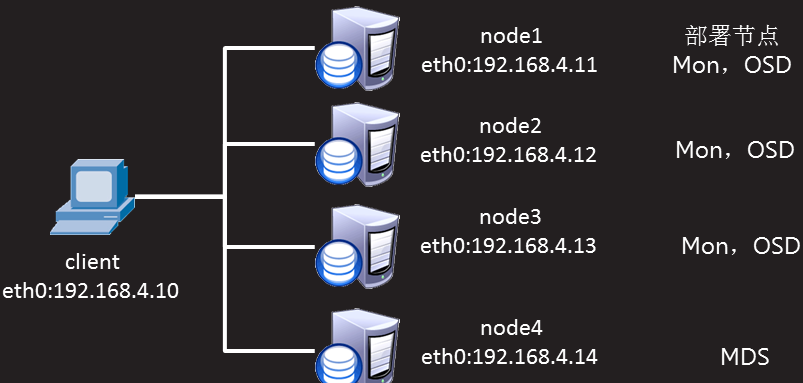 node1
eth0:192.168.4.11
部署节点
Mon，OSD
node2
eth0:192.168.4.12
Mon，OSD
client
eth0:192.168.4.10
node3
eth0:192.168.4.13
Mon，OSD
node4
eth0:192.168.4.14
MDS